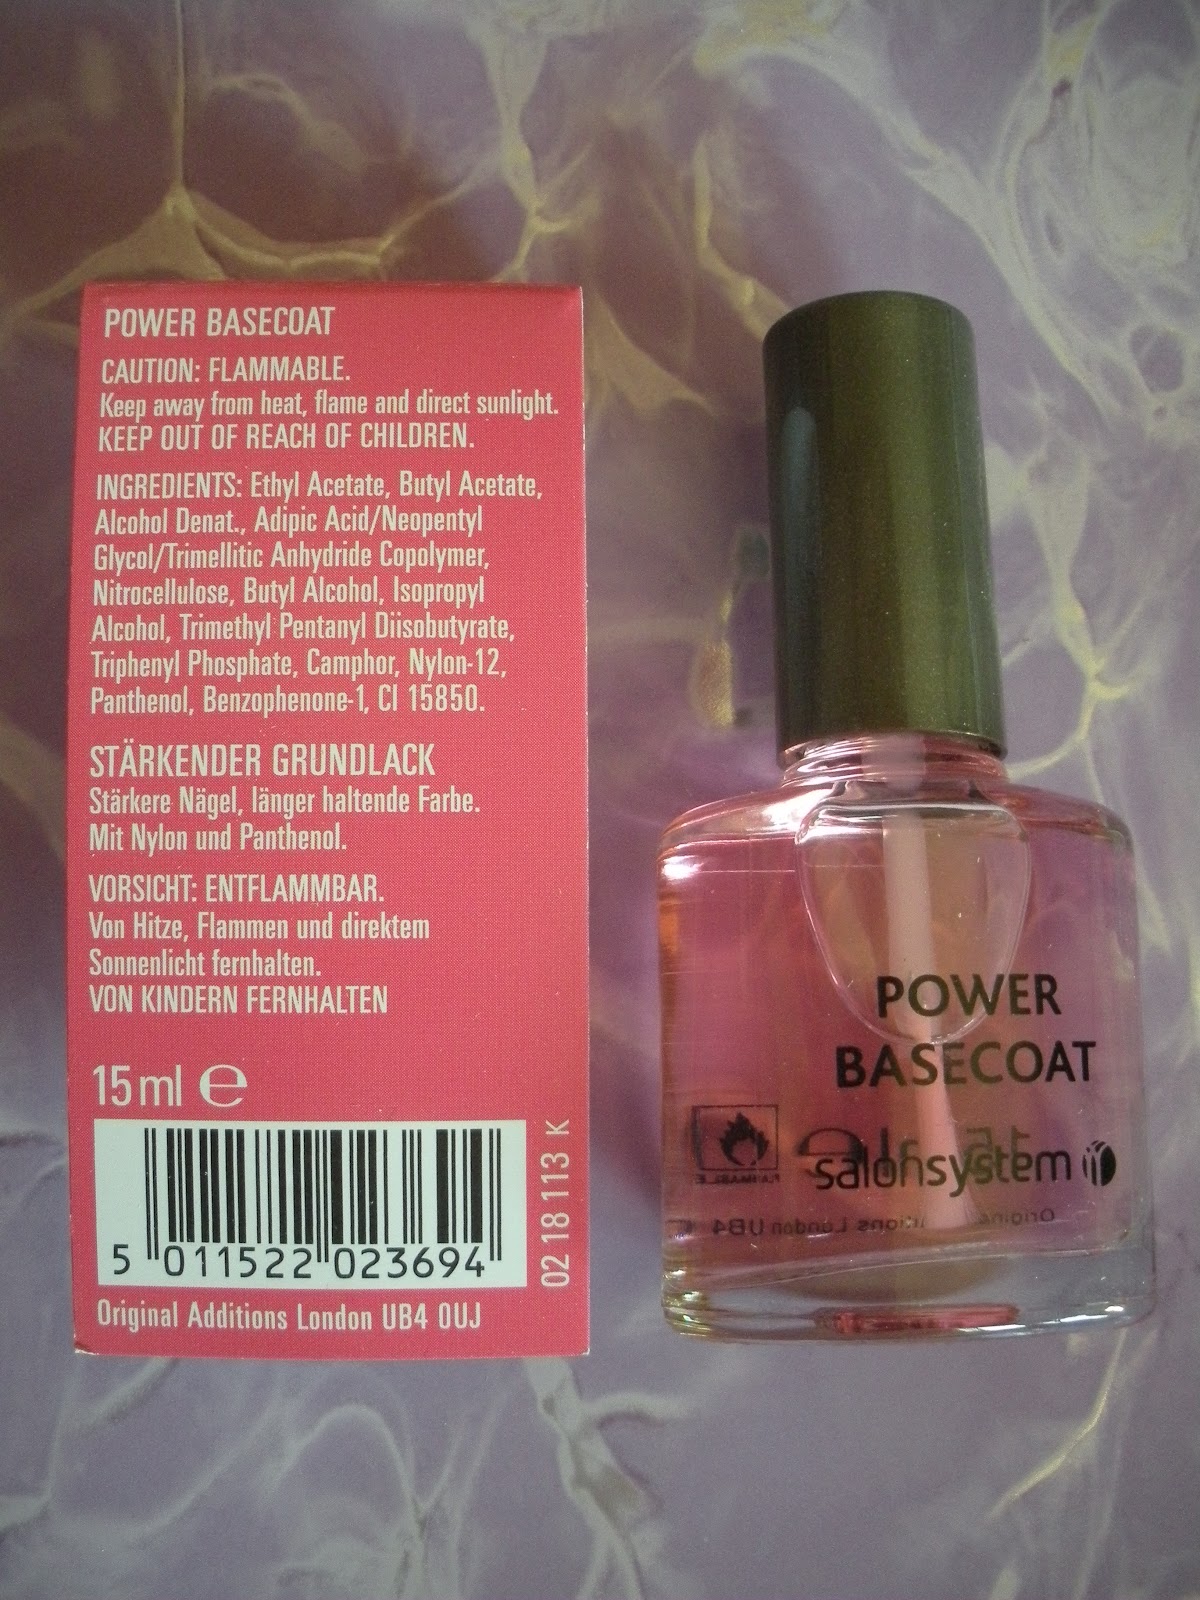 POWER BASECOAT
CAUTION: FLAMMABLE.
Keep away from heat, flame and direct sunlight.
KEEP OUT OF REACH OF CHILDREN.
INGREDIENTS: Ethyl Acetate, Butyl Acetate,
Alcohol Denat., Adipic Acid/Neopentyl
Glycol/Trimellitic Anhydride Copolymer,
Nitrocellulose, Butyl Alcohol, Isopropyl
Alcohol, Trimethyl Pentanyl Diisobutyrate,
Triphenyl Phosphate, Camphor, Nylon-12,
Panthenol, Benzophenone-1, CI 15850.
STÄRKENDER GRUNDLACK
Stärkere Nägel, länger haltende Farbe.
Mit Nylon und Panthenol.
VORSICHT: ENTFLAMMBAR.
Von Hitze, Flammen und direktem
Sonnenlicht fernhalten.
VON KINDERN FERNHALTEN
15 ml e
5 011522 023694
02 18 113 K
Original Additions London UB4 0UJ
POWER
BASECOAT
salonsystem
London UB4